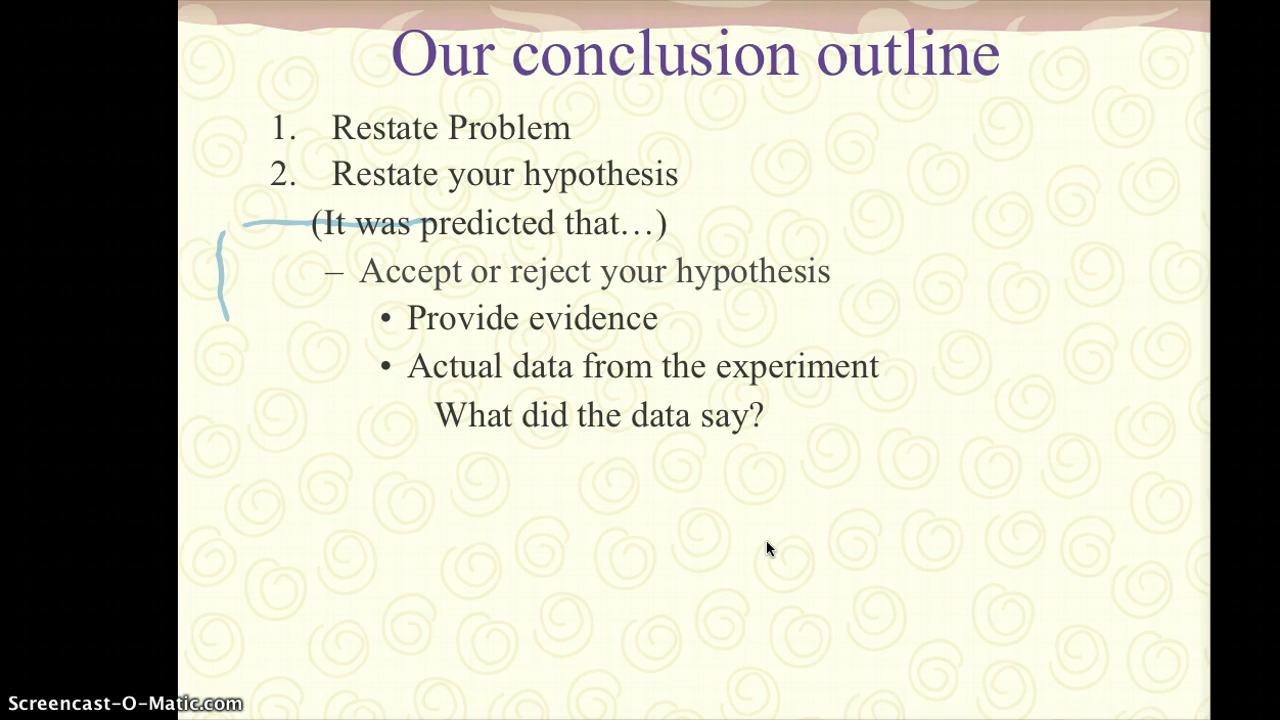 Our conclusion outline
1. Restate Problem
2. Restate your hypothesis
(It was predicted that…)
– Accept or reject your hypothesis
• Provide evidence
• Actual data from the experiment
What did the data say?
Screencast-O-Matic.com